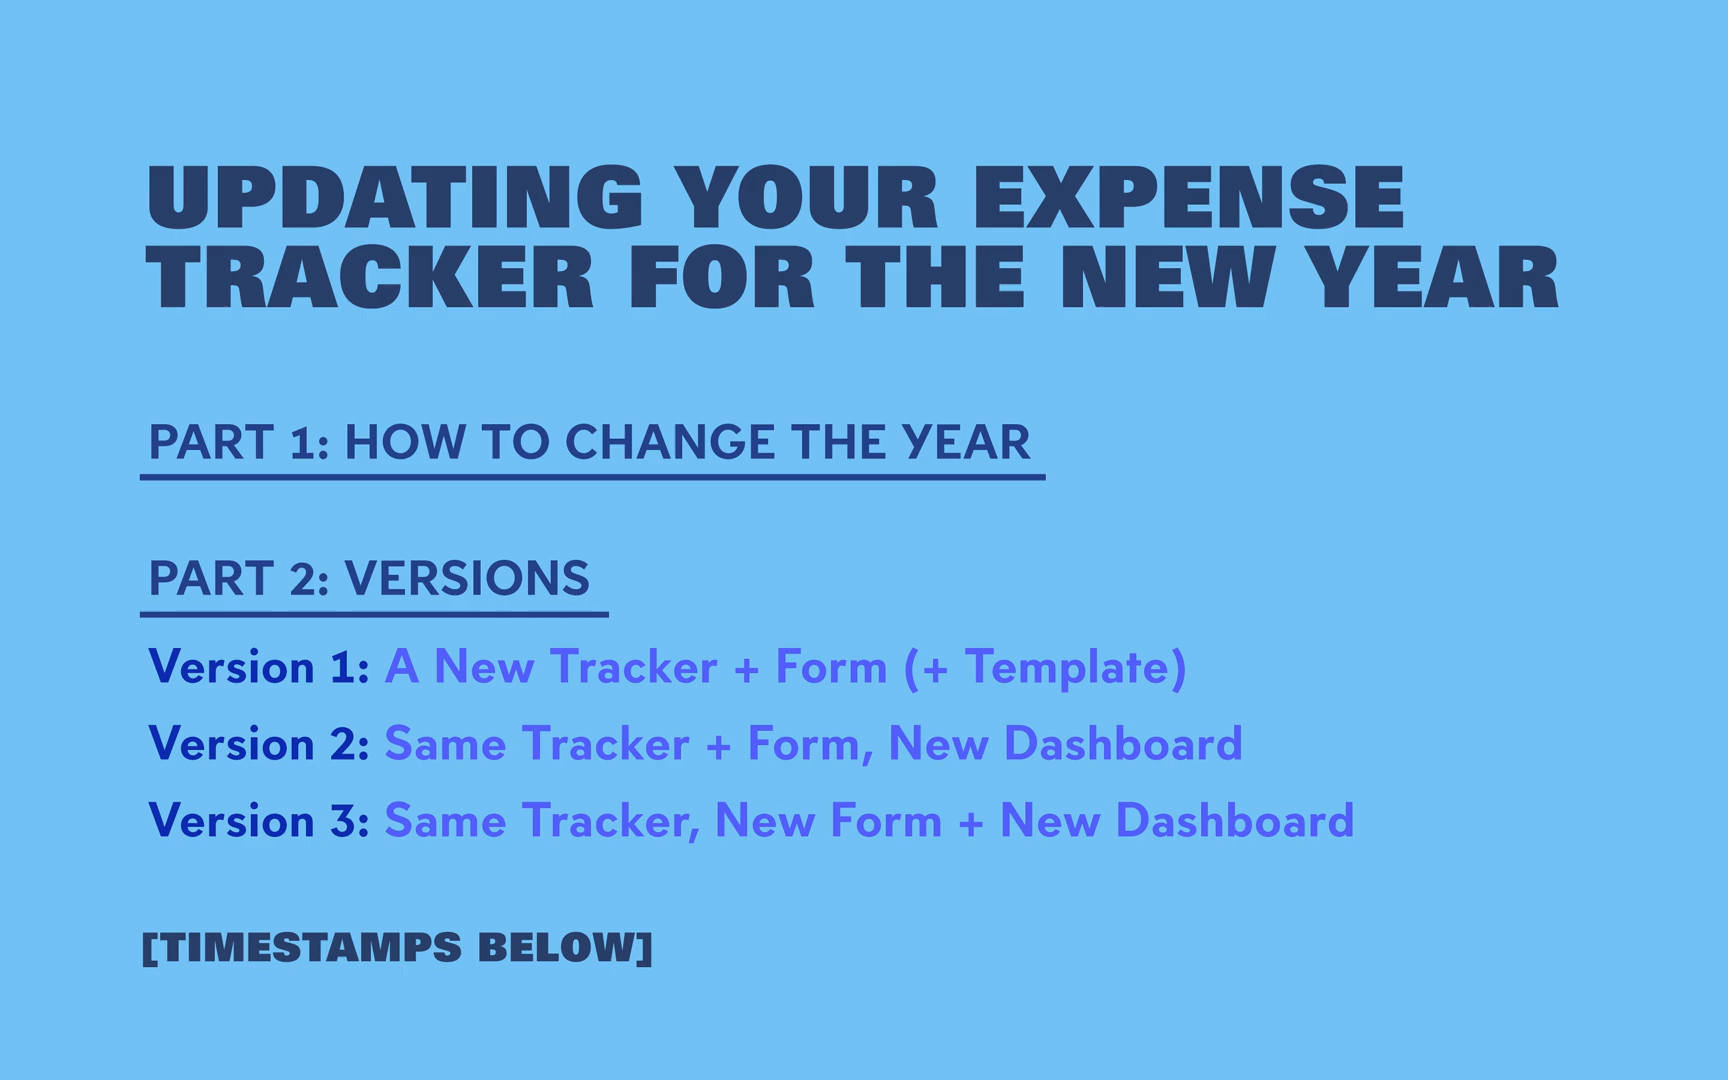 UPDATING YOUR EXPENSE
TRACKER FOR THE NEW YEAR
PART 1: HOW TO CHANGE THE YEAR
PART 2: VERSIONS
Version 1: A New Tracker + Form (+ Template)
Version 2: Same Tracker + Form, New Dashboard
Version 3: Same Tracker, New Form + New Dashboard
[TIMESTAMPS BELOW]